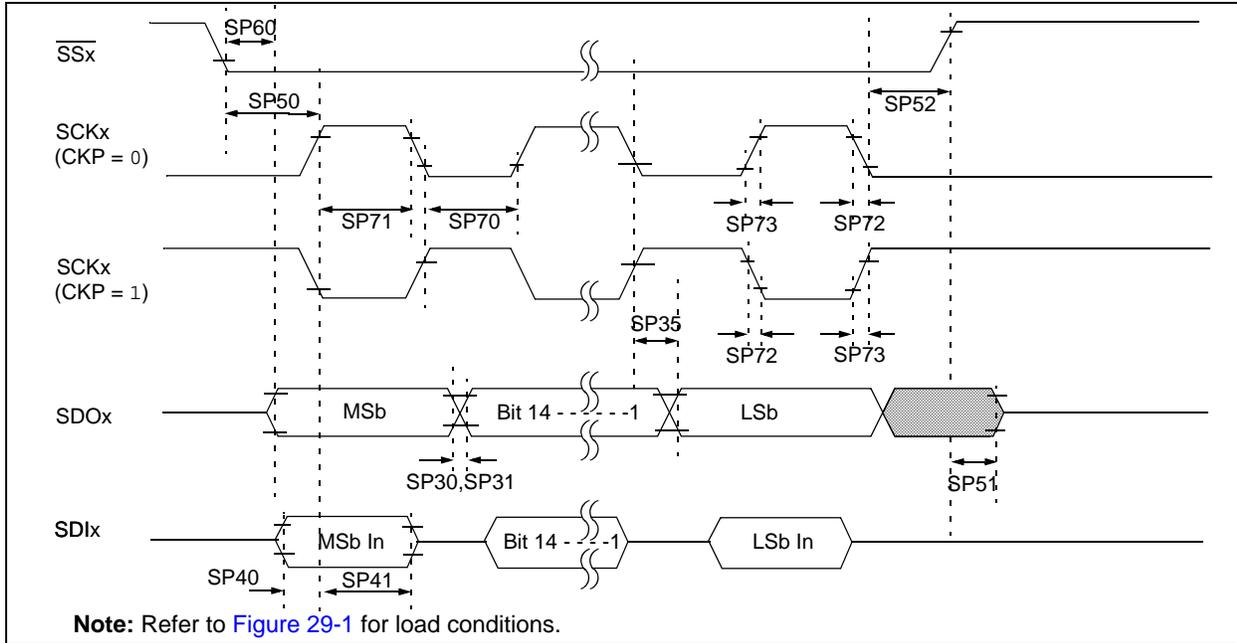 SP60
SSx
SP50
SP52
SCKx
(CKP = 0)
SP71
SP70
SP73
SP72
SCKx
(CKP = 1)
SP35
SP72
SP73
SDOx
MSb
Bit 14 - - - - - -1
LSb
SP30,SP31
SP51
SDIx
MSb In
Bit 14 - - - -1
LSb In
SP40
SP41
Note: Refer to Figure 29-1 for load conditions.